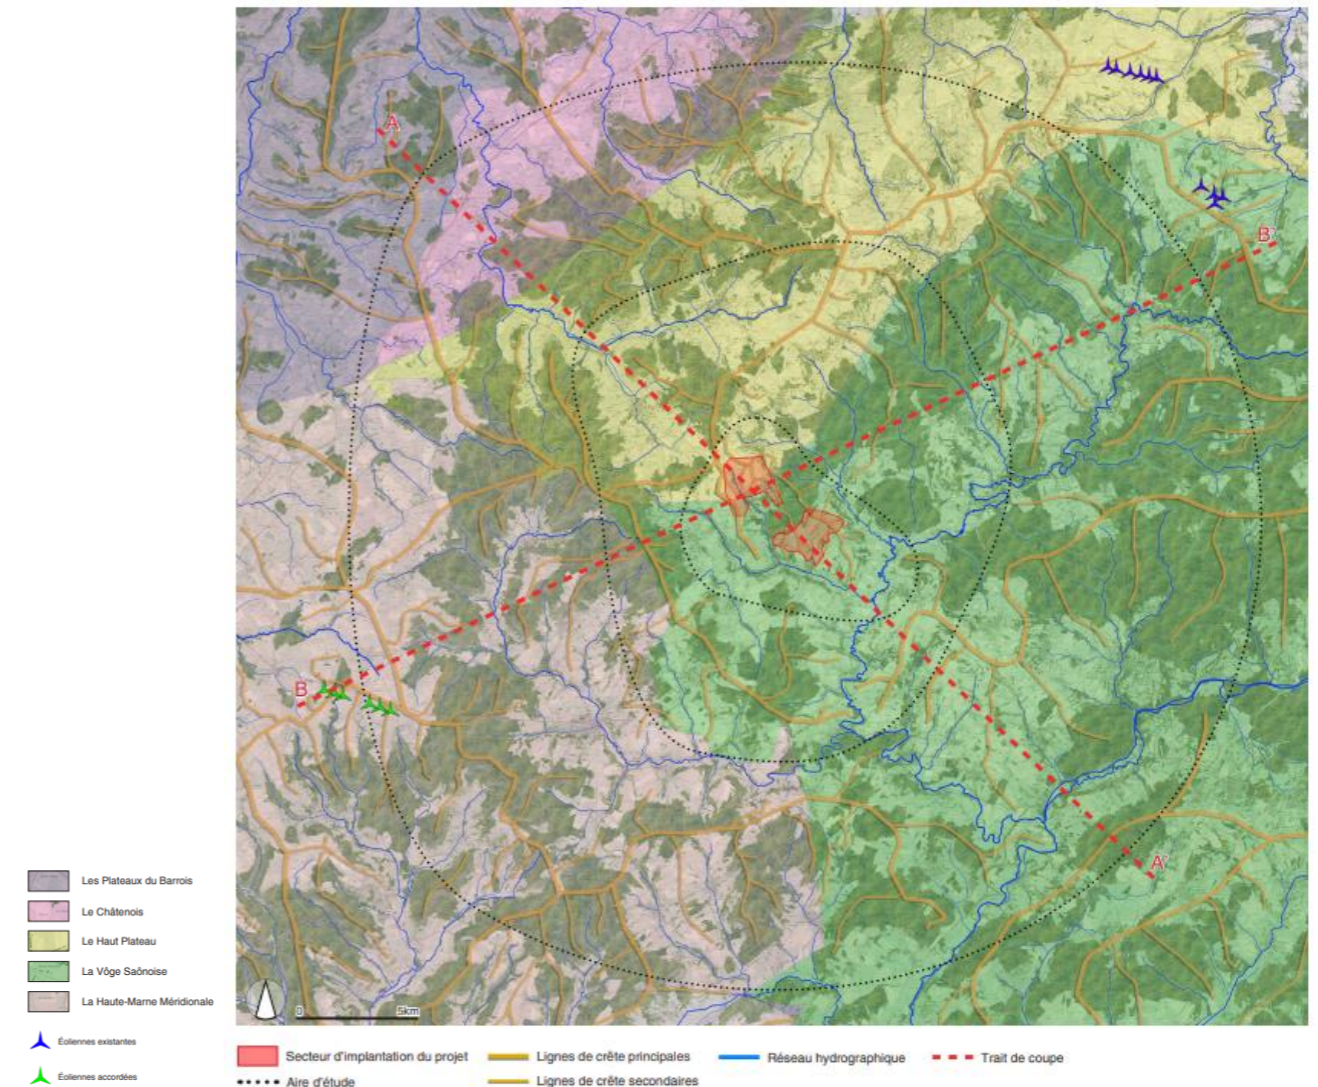 A
B'
B
A'
0 5km
Les Plateaux du Barrois
Le Châtenois
Le Haut Plateau
La Vôge Saônoise
La Haute-Marne Méridionale
Éoliennes existantes
Éoliennes accordées
Secteur d'implantation du projet
Lignes de crête principales
Réseau hydrographique
Trait de coupe
Aire d'étude
Lignes de crête secondaires